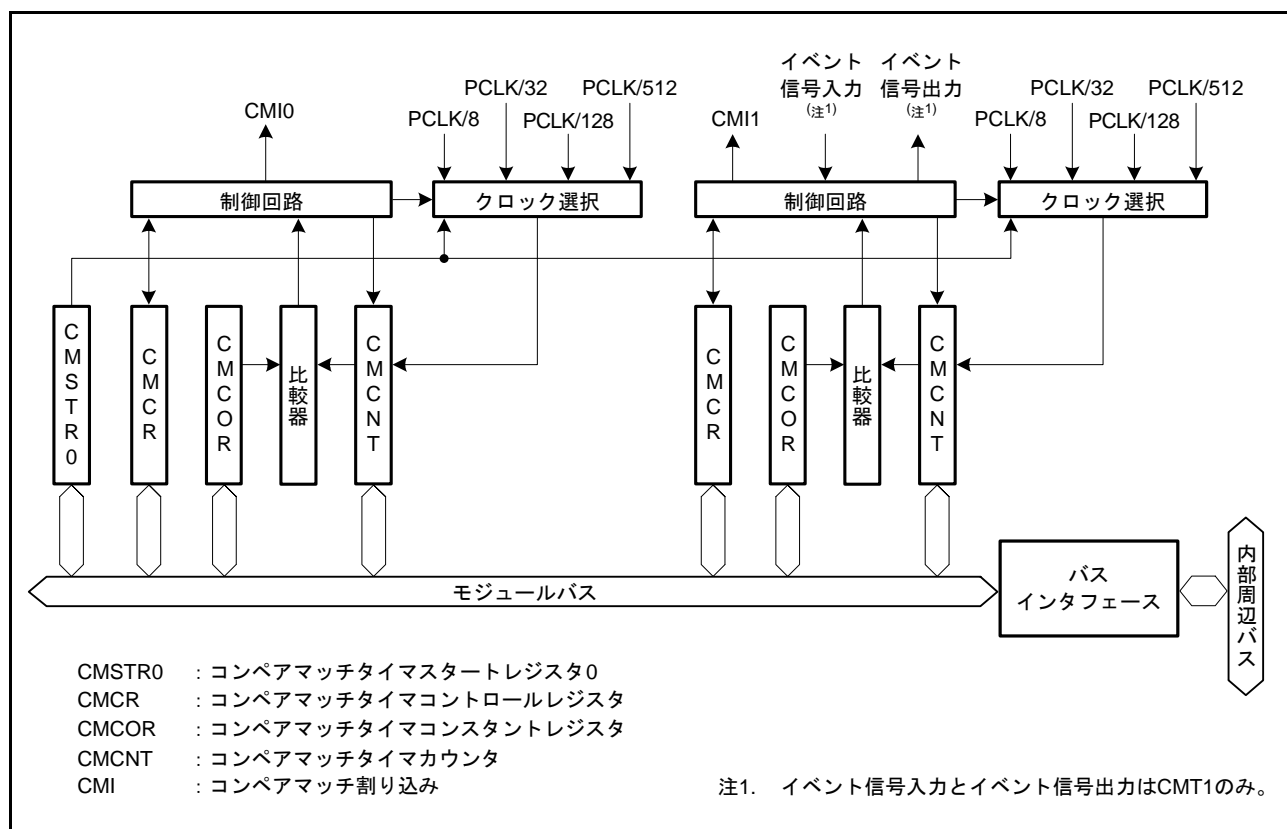 CMI0
PCLK/8
PCLK/32
PCLK/128
PCLK/512
CMI1
イベント
信号入力
(注1)
イベント
信号出力
(注1)
PCLK/8
PCLK/32
PCLK/128
PCLK/512
制御回路
クロック選択
制御回路
クロック選択
CMSTR0
CMCR
CMCOR
比較器
CMCNT
CMCR
CMCOR
比較器
CMCNT
モジュールバス
バス
インタフェース
内部周辺バス
CMSTR0 : コンペアマッチタイマスタートレジスタ0
CMCR : コンペアマッチタイマコントロールレジスタ
CMCOR : コンペアマッチタイマコンスタントレジスタ
CMCNT : コンペアマッチタイマカウンタ
CMI : コンペアマッチ割り込み
注1. イベント信号入力とイベント信号出力はCMT1のみ。